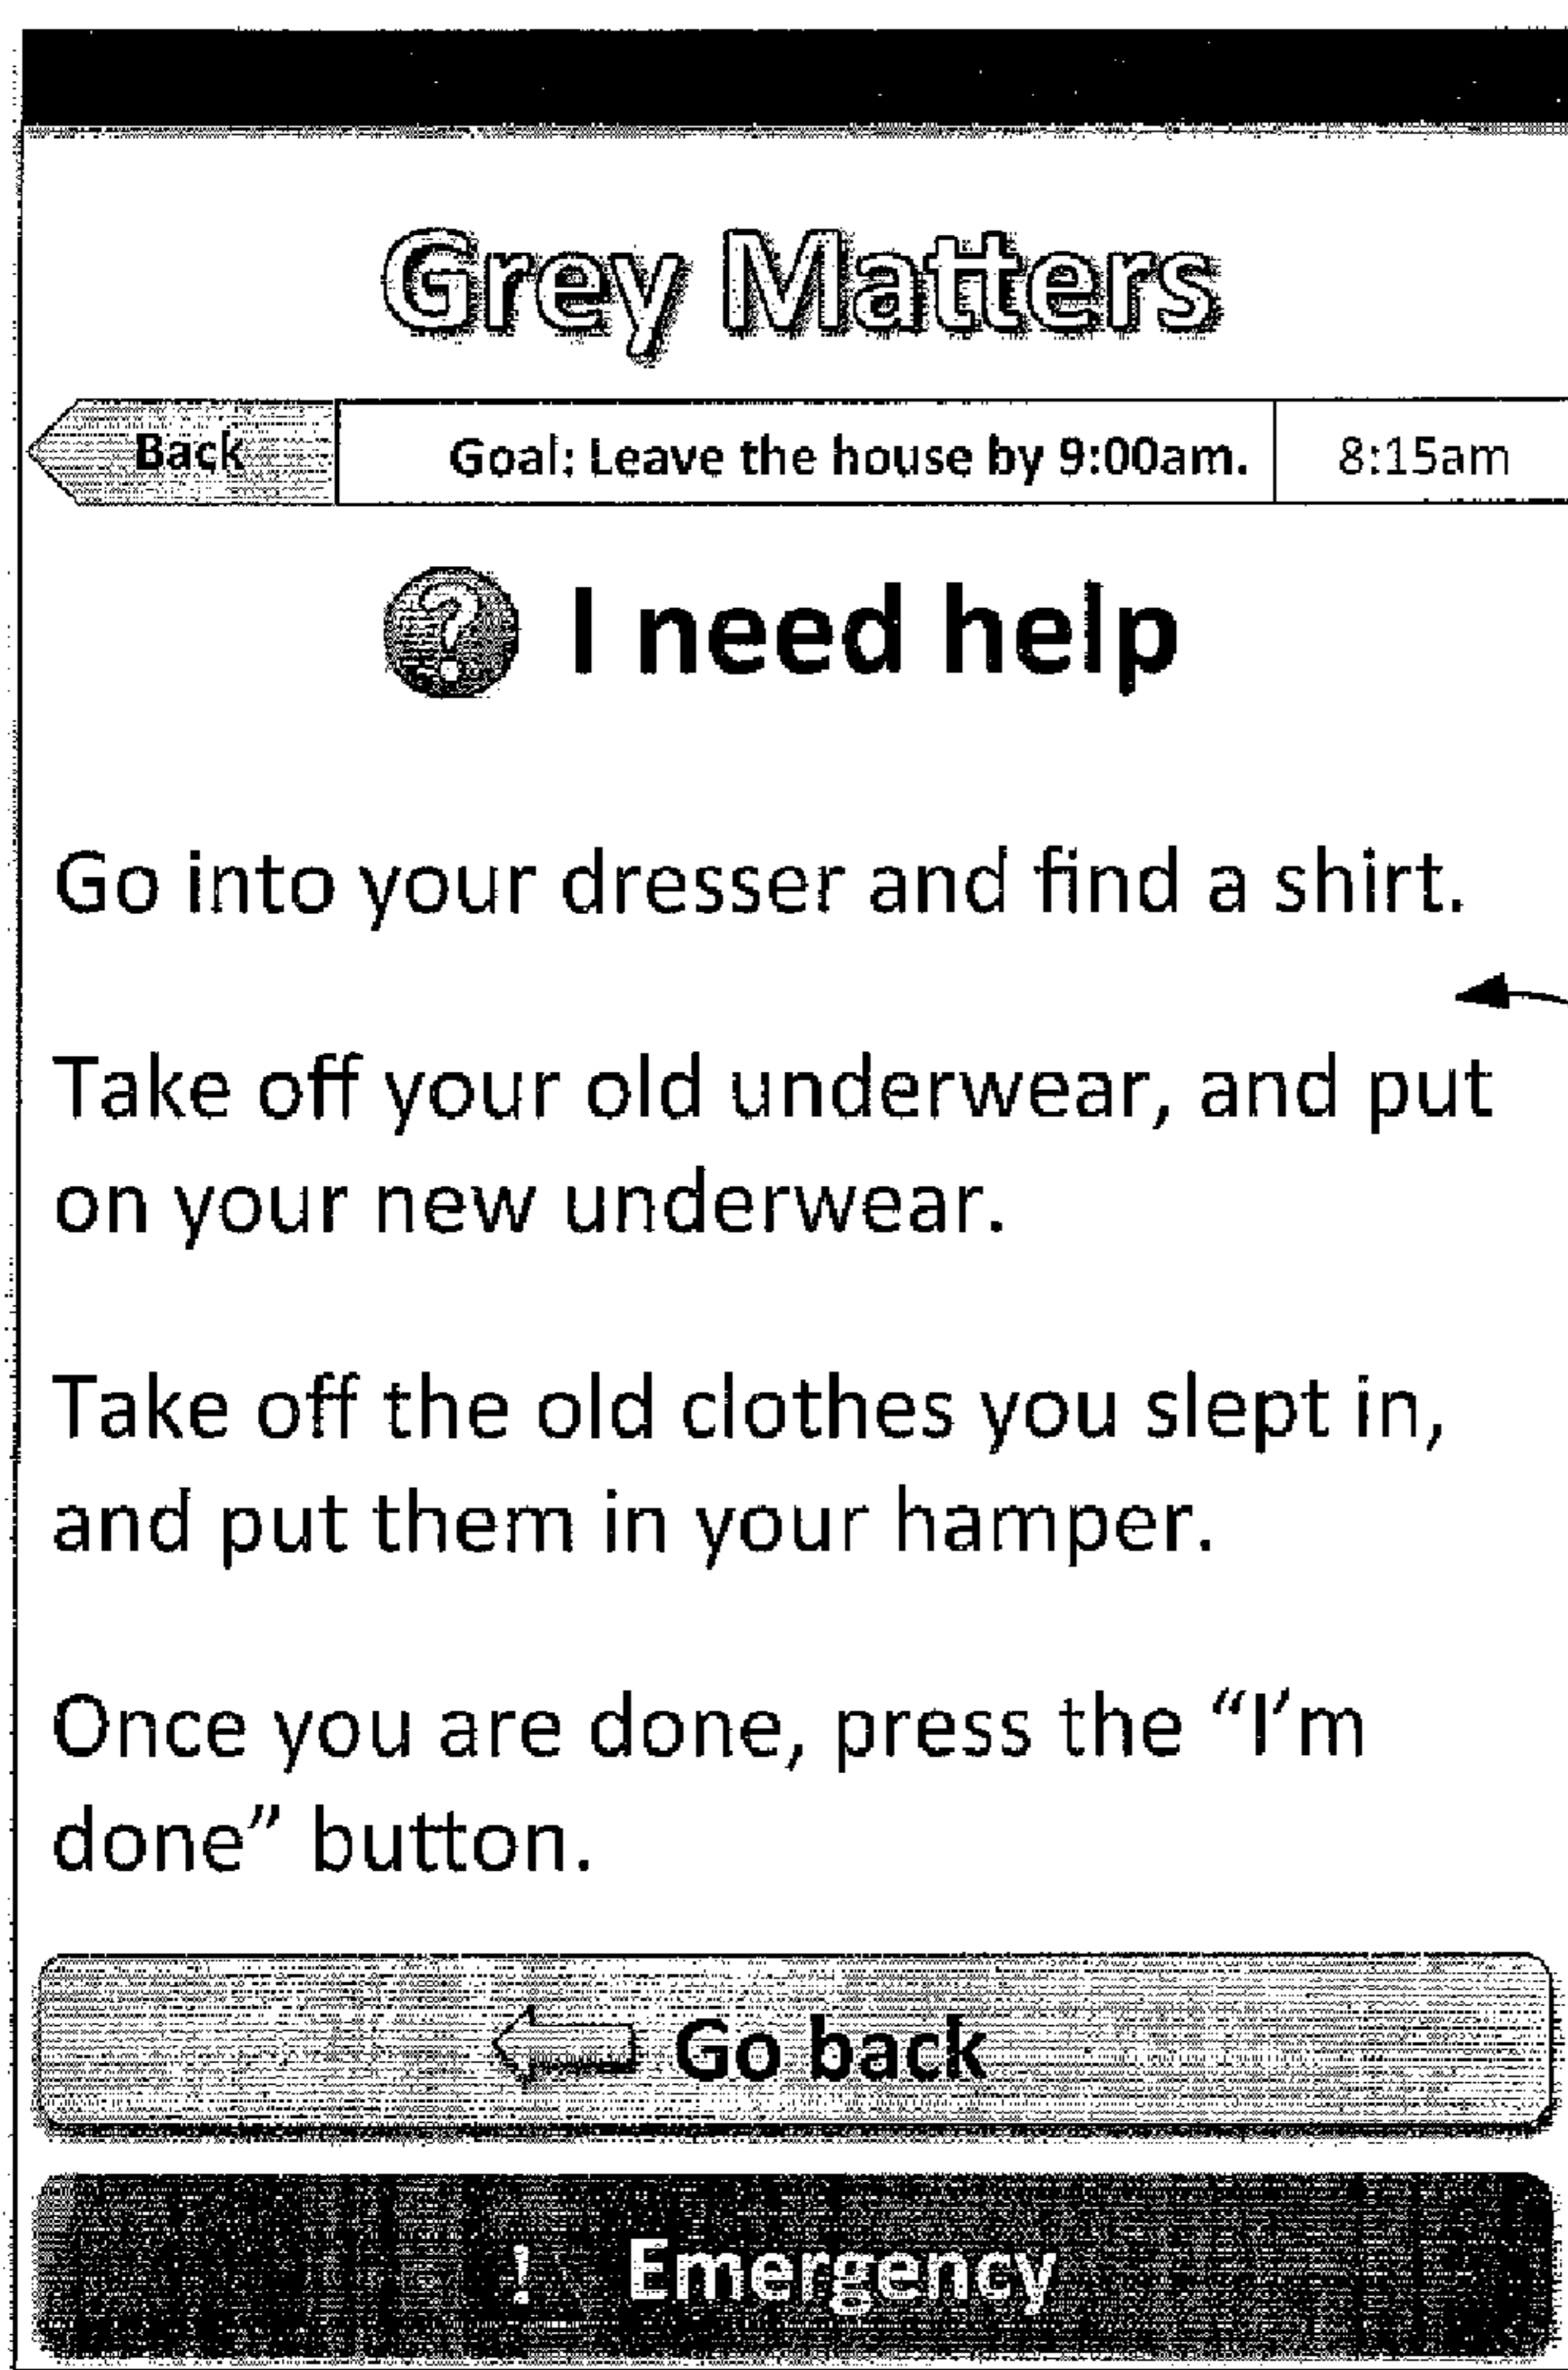 Grey Matters
Back Goal: Leave the house by 9:00am. 8:15am
? I need help
Go into your dresser and find a shirt.
Take off your old underwear, and put
on your new underwear.
Take off the old clothes you slept in,
and put them in your hamper.
Once you are done, press the “I’m
done” button.
Go back
! Emergency